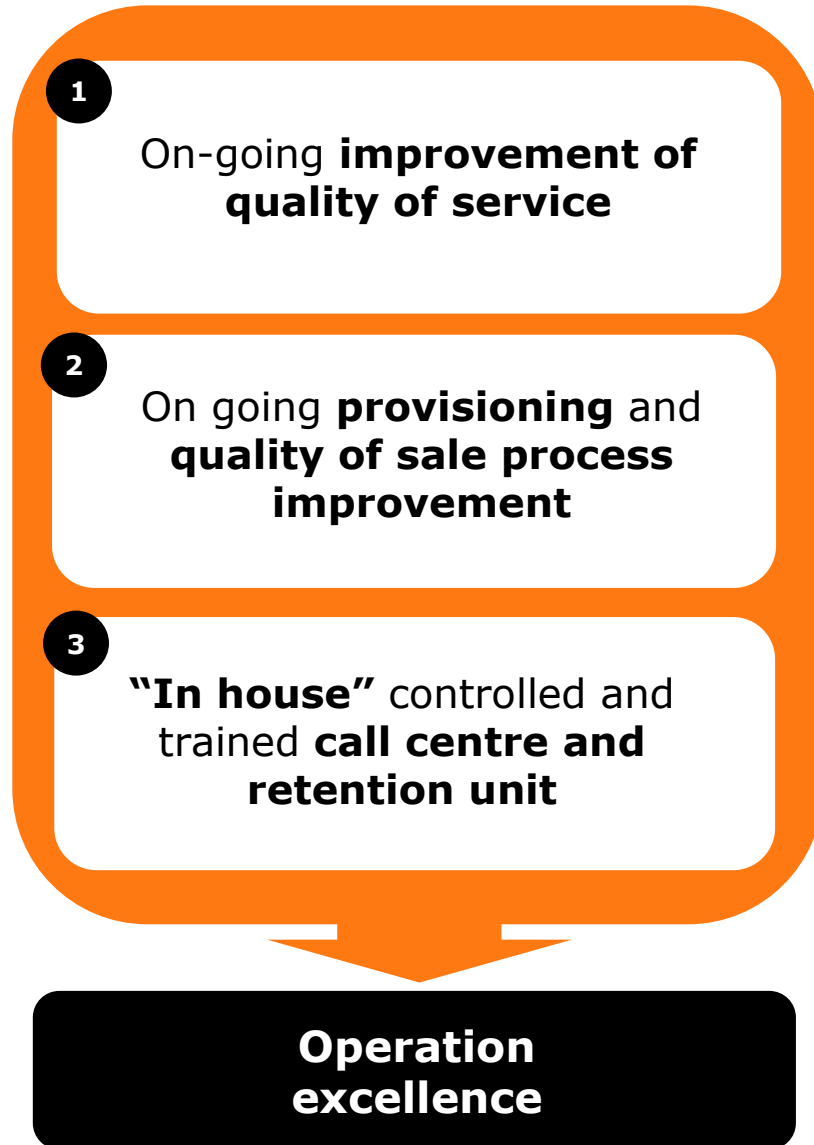 1
On-going improvement of
quality of service
2
On going provisioning and
quality of sale process
improvement
3
“In house” controlled and
trained call centre and
retention unit
Operation
excellence